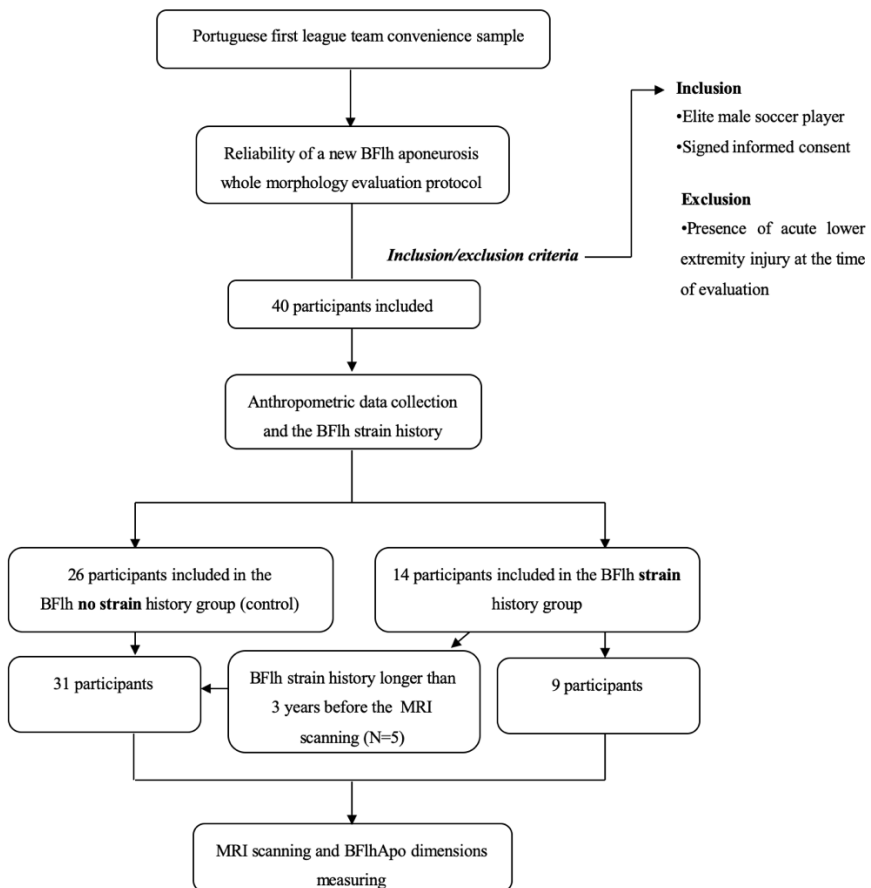 Portuguese first league team convenience sample
Inclusion
•Elite male soccer player
•Signed informed consent
Reliability of a new BFlh aponeurosis
whole morphology evaluation protocol
Exclusion
•Presence of acute lower
extremity injury at the time
of evaluation
Inclusion/exclusion criteria
40 participants included
Anthropometric data collection
and the BFlh strain history
26 participants included in the
BFlh no strain history group (control)
14 participants included in the BFlh strain
history group
31 participants
BFlh strain history longer than
3 years before the MRI
scanning (N=5)
9 participants
MRI scanning and BFlhApo dimensions
measuring